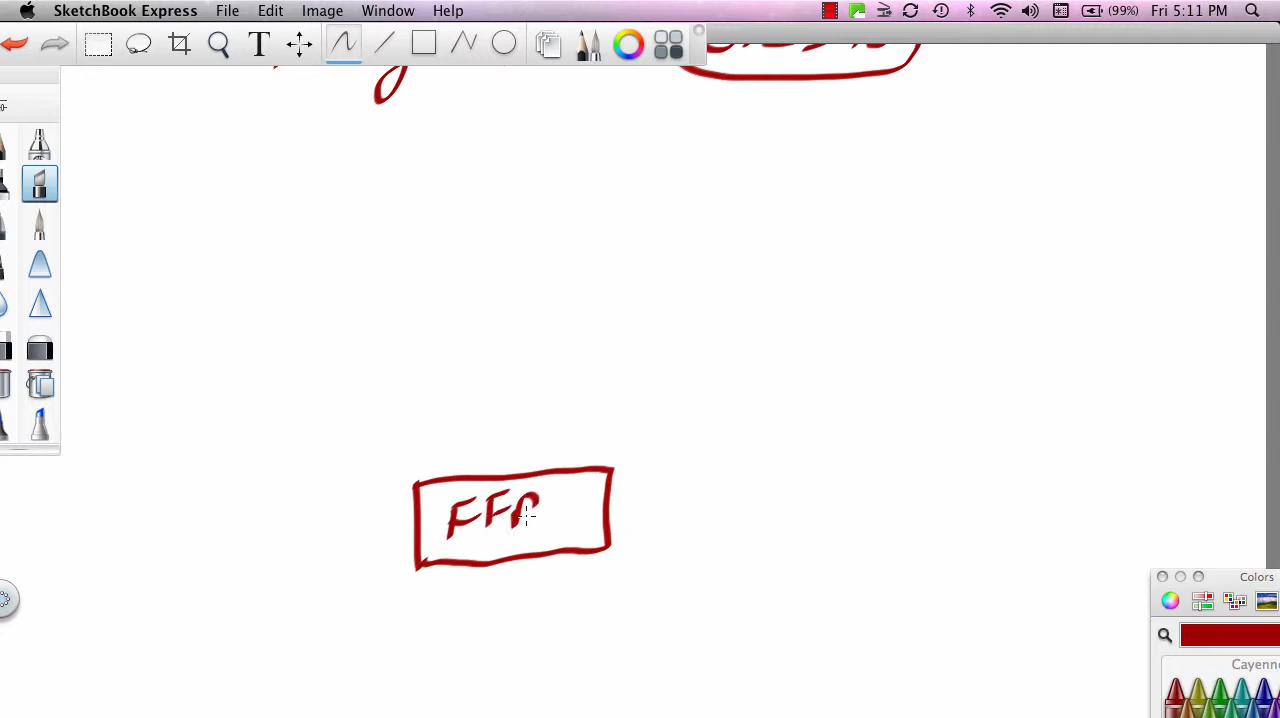 SketchBook Express File Edit Image Window Help (99%) Fri 5:11 PM
T
FFP
Colors
Cayenne